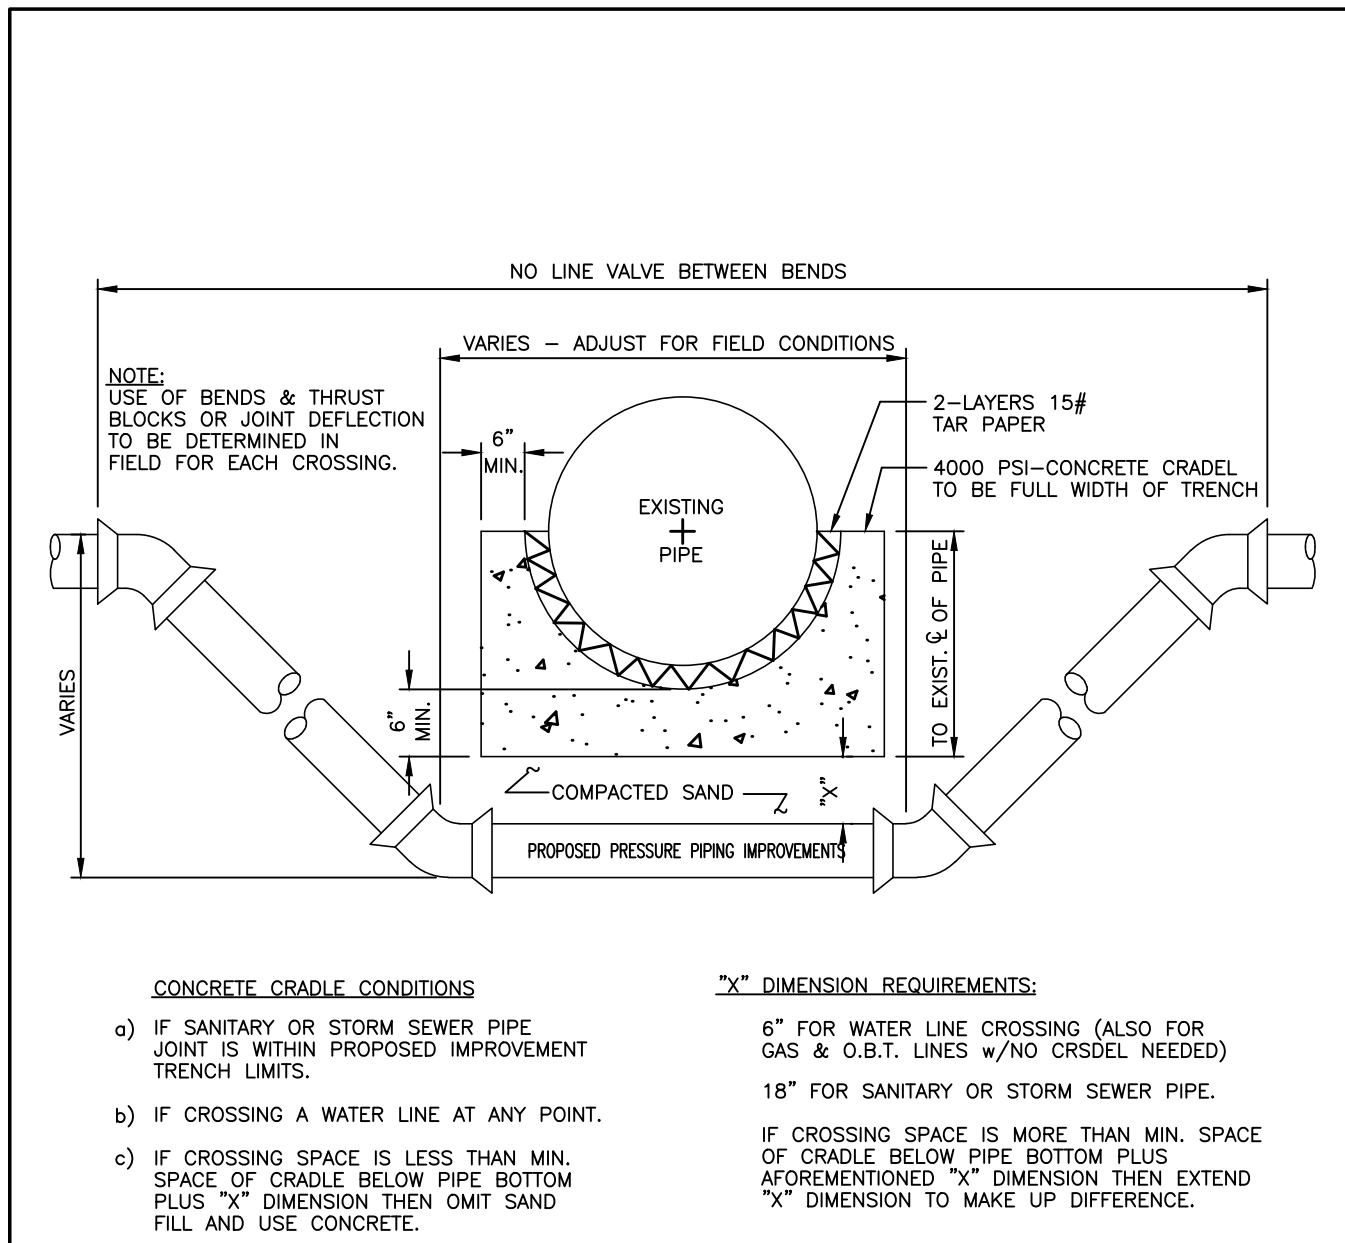 NO LINE VALVE BETWEEN BENDS
VARIES - ADJUST FOR FIELD CONDITIONS
NOTE:
USE OF BENDS & THRUST
BLOCKS OR JOINT DEFLECTION
TO BE DETERMINED IN
FIELD FOR EACH CROSSING.
6"
MIN.
2-LAYERS 15#
TAR PAPER
4000 PSI-CONCRETE CRADEL
TO BE FULL WIDTH OF TRENCH
EXISTING
PIPE
TO EXIST. ℄ OF PIPE
VARIES
6"
MIN.
COMPACTED SAND
"X"
PROPOSED PRESSURE PIPING IMPROVEMENTS
CONCRETE CRADLE CONDITIONS
a) IF SANITARY OR STORM SEWER PIPE
JOINT IS WITHIN PROPOSED IMPROVEMENT
TRENCH LIMITS.
b) IF CROSSING A WATER LINE AT ANY POINT.
c) IF CROSSING SPACE IS LESS THAN MIN.
SPACE OF CRADLE BELOW PIPE BOTTOM
PLUS "X" DIMENSION THEN OMIT SAND
FILL AND USE CONCRETE.
"X" DIMENSION REQUIREMENTS:
6" FOR WATER LINE CROSSING (ALSO FOR
GAS & O.B.T. LINES w/NO CRSDEL NEEDED)
18" FOR SANITARY OR STORM SEWER PIPE.
IF CROSSING SPACE IS MORE THAN MIN. SPACE
OF CRADLE BELOW PIPE BOTTOM PLUS
AFOREMENTIONED "X" DIMENSION THEN EXTEND
"X" DIMENSION TO MAKE UP DIFFERENCE.